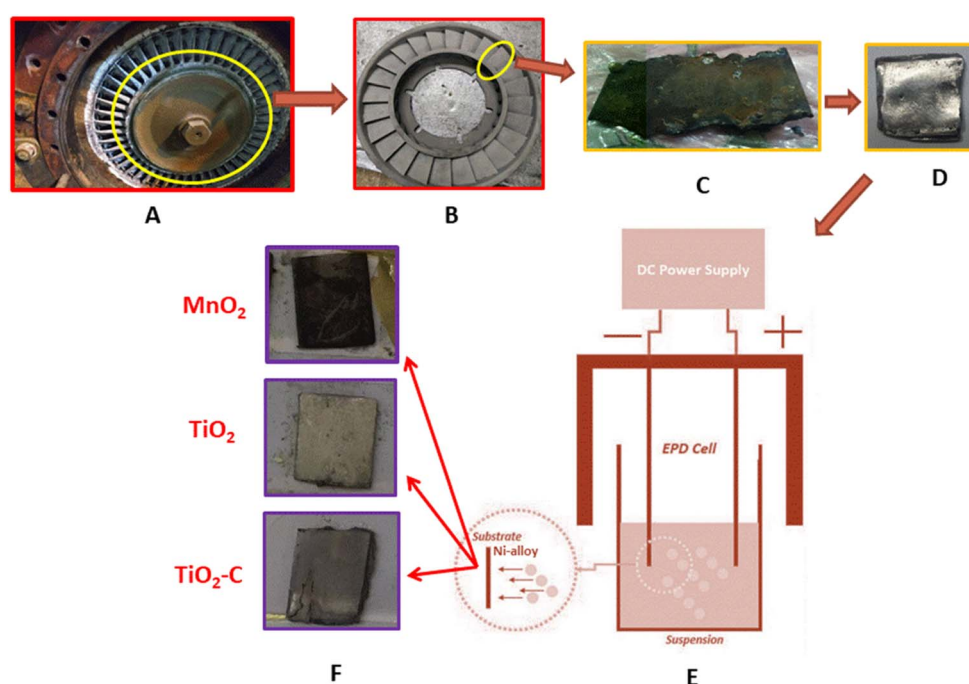 A
B
C
D
DC Power Supply
MnO₂
TiO₂
EPD Cell
Substrate
Ni-alloy
TiO₂-C
Suspension
F
E